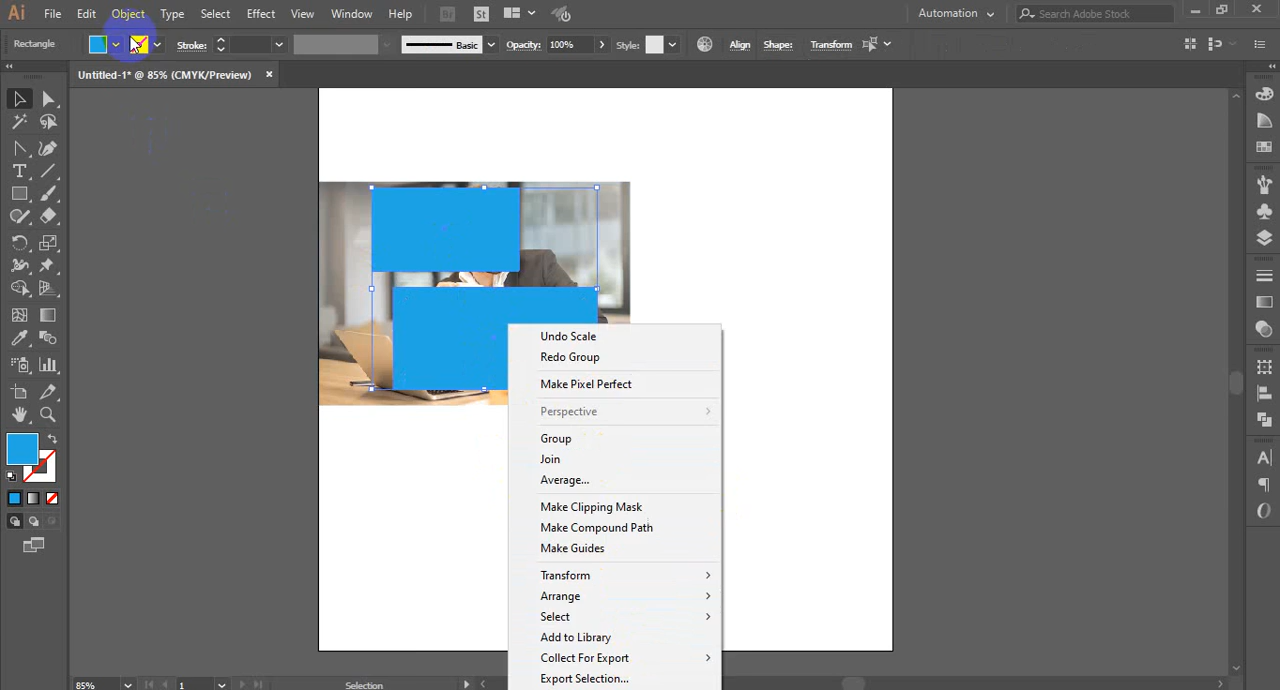 Ai File Edit Object Type Select Effect View Window Help Br St Automation Search Adobe Stock
Rectangle Stroke: Basic Opacity: 100% Style: Align Shape: Transform
Untitled-1* @ 85% (CMYK/Preview)
Undo Scale
Redo Group
Make Pixel Perfect
Perspective
Group
Join
Average...
Make Clipping Mask
Make Compound Path
Make Guides
Transform
Arrange
Select
Add to Library
Collect For Export
Export Selection...
85% 1 Selection